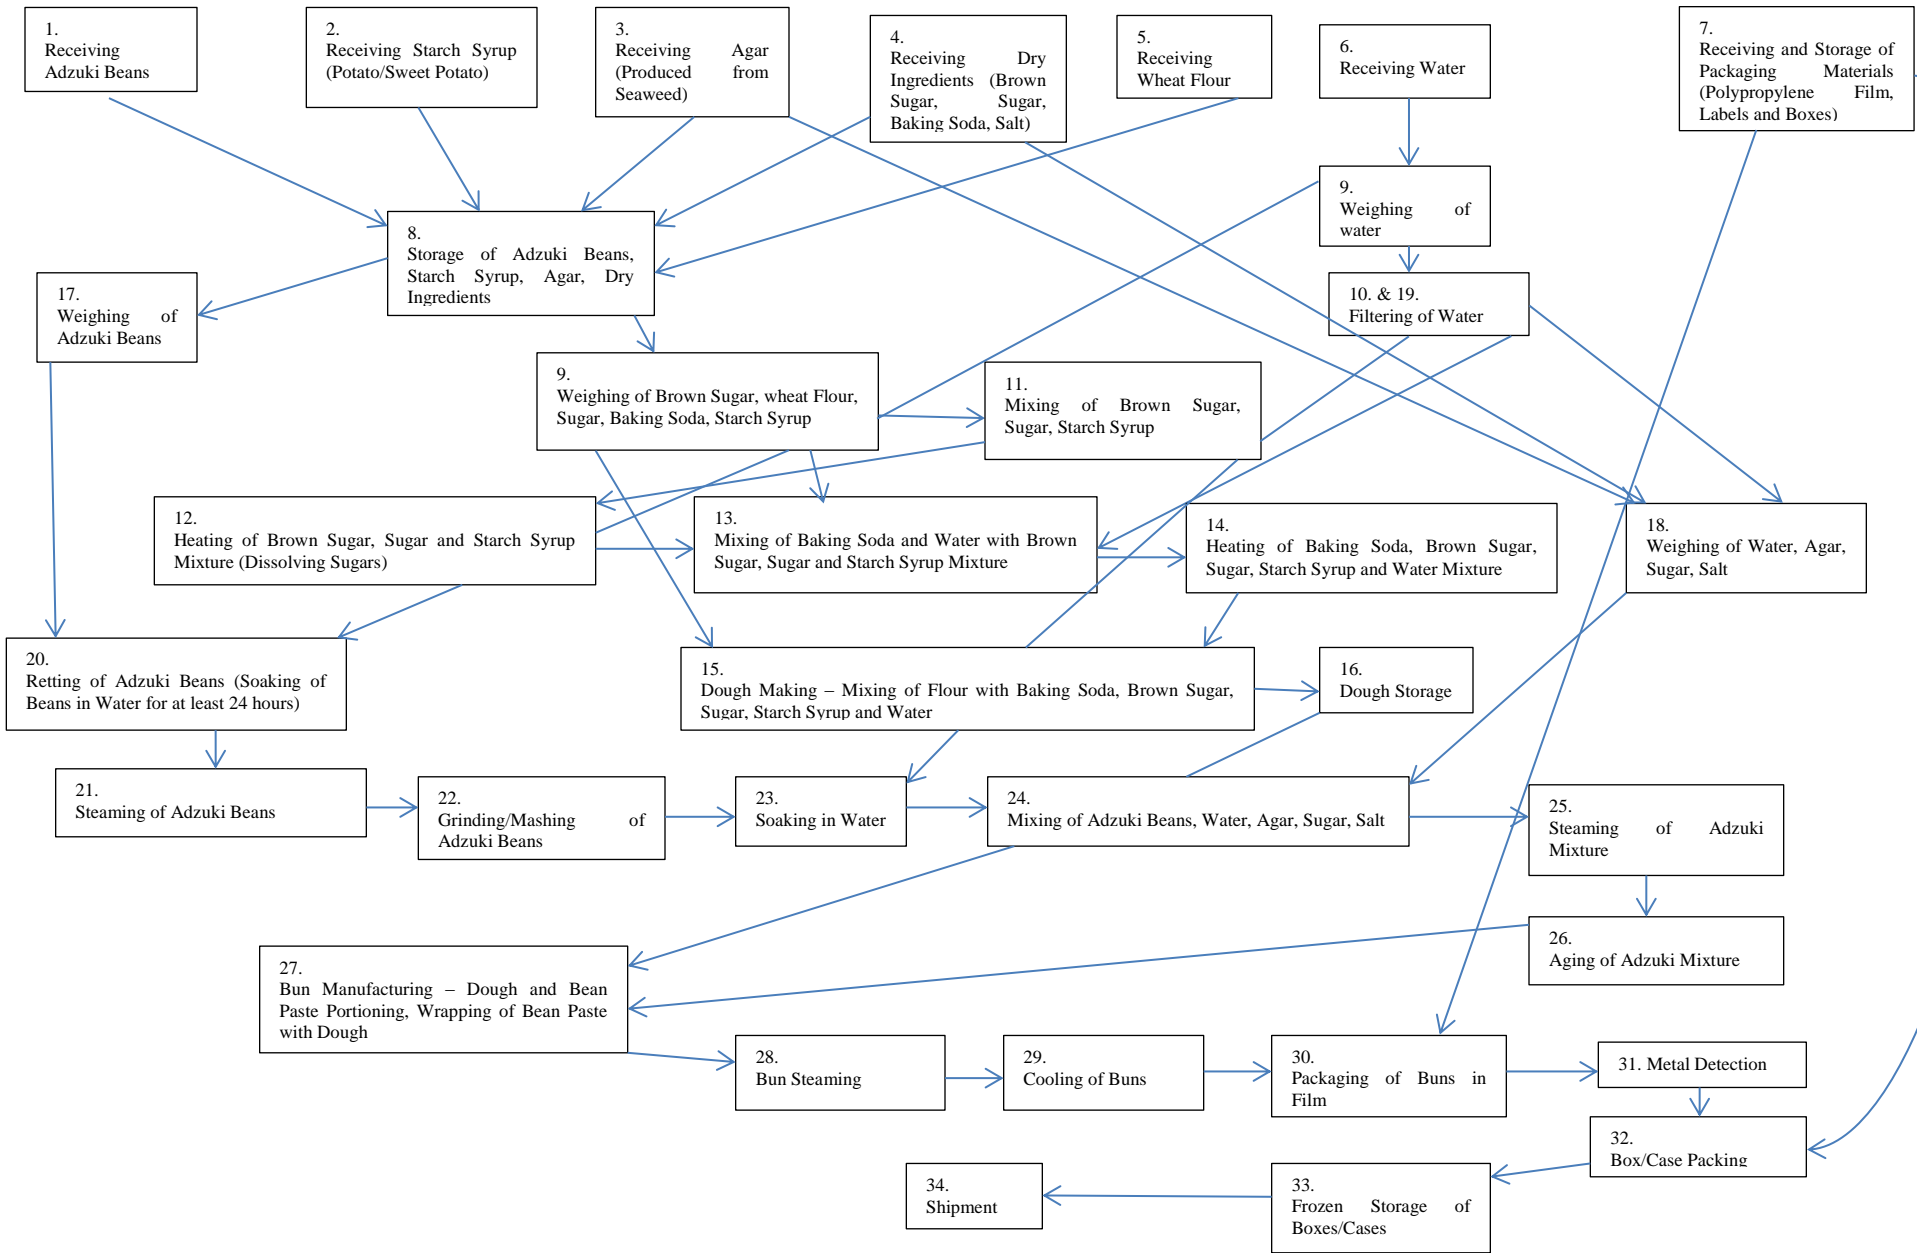 1.
Receiving
Adzuki Beans
2.
Receiving Starch Syrup
(Potato/Sweet Potato)
3.
Receiving Agar
(Produced from
Seaweed)
4.
Receiving Dry
Ingredients (Brown
Sugar, Sugar,
Baking Soda, Salt)
5.
Receiving
Wheat Flour
6.
Receiving Water
7.
Receiving and Storage of
Packaging Materials
(Polypropylene Film,
Labels and Boxes)
8.
Storage of Adzuki Beans,
Starch Syrup, Agar, Dry
Ingredients
9.
Weighing of
water
10. & 19.
Filtering of Water
17.
Weighing of
Adzuki Beans
9.
Weighing of Brown Sugar, wheat Flour,
Sugar, Baking Soda, Starch Syrup
11.
Mixing of Brown Sugar,
Sugar, Starch Syrup
12.
Heating of Brown Sugar, Sugar and Starch Syrup
Mixture (Dissolving Sugars)
13.
Mixing of Baking Soda and Water with Brown
Sugar, Sugar and Starch Syrup Mixture
14.
Heating of Baking Soda, Brown Sugar,
Sugar, Starch Syrup and Water Mixture
18.
Weighing of Water, Agar,
Sugar, Salt
20.
Retting of Adzuki Beans (Soaking of
Beans in Water for at least 24 hours)
15.
Dough Making – Mixing of Flour with Baking Soda, Brown Sugar,
Sugar, Starch Syrup and Water
16.
Dough Storage
21.
Steaming of Adzuki Beans
22.
Grinding/Mashing of
Adzuki Beans
23.
Soaking in Water
24.
Mixing of Adzuki Beans, Water, Agar, Sugar, Salt
25.
Steaming of Adzuki
Mixture
26.
Aging of Adzuki Mixture
27.
Bun Manufacturing – Dough and Bean
Paste Portioning, Wrapping of Bean Paste
with Dough
28.
Bun Steaming
29.
Cooling of Buns
30.
Packaging of Buns in
Film
31. Metal Detection
32.
Box/Case Packing
33.
Frozen Storage of
Boxes/Cases
34.
Shipment